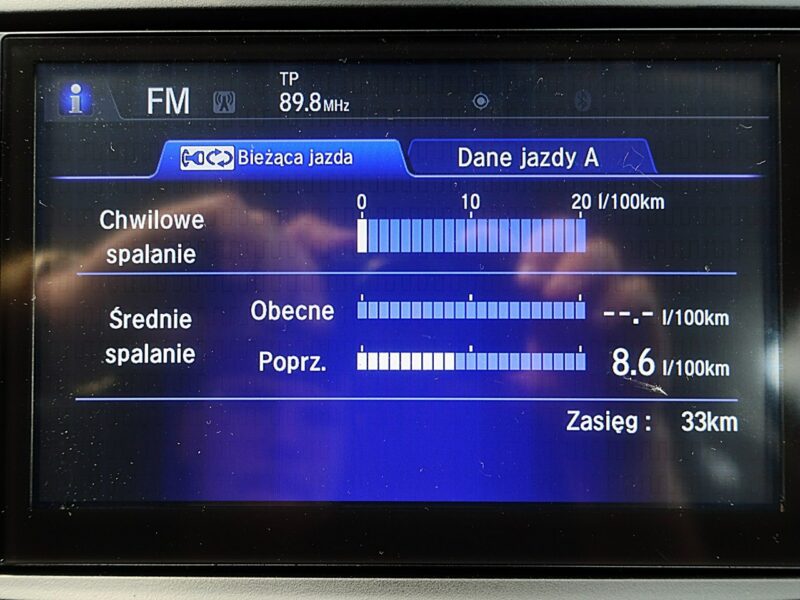 i FM TP
89.8MHz
Bieżąca jazda Dane jazdy A
0 10 20 l/100km
Chwilowe
spalanie
Średnie
spalanie
Obecne --.- l/100km
Poprz. 8.6 l/100km
Zasięg : 33km